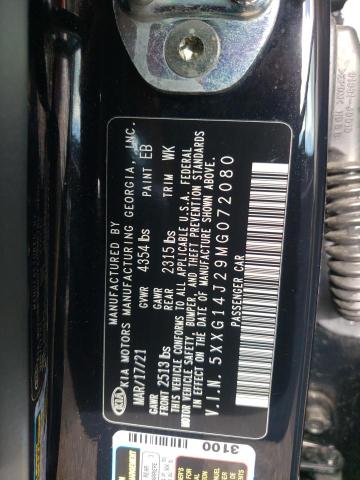 MANUFACTURED BY
KIA KIA MOTORS MANUFACTURING GEORGIA, INC.
MAR/17/21 GVWR 4354 lbs PAINT EB
GAWR FRONT 2513 lbs GAWR REAR 2315 lbs TRIM WK
THIS VEHICLE CONFORMS TO ALL APPLICABLE U.S.A. FEDERAL
MOTOR VEHICLE SAFETY, BUMPER, AND THEFT PREVENTION STANDARDS
IN EFFECT ON THE DATE OF MANUFACTURE SHOWN ABOVE.
V.I.N. 5XXG14J29MG072080
PASSENGER CAR
3100
REAR